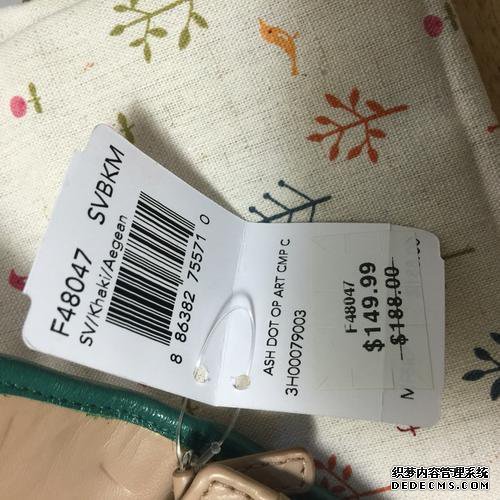 F48047 SVBKM
SV/Khaki/Aegean
8 86382 75571 0
ASH DOT OP ART CMP C
3H00079003
F48047
$149.99
$188.00
M
织梦内容管理系统
DEDECMS.COM